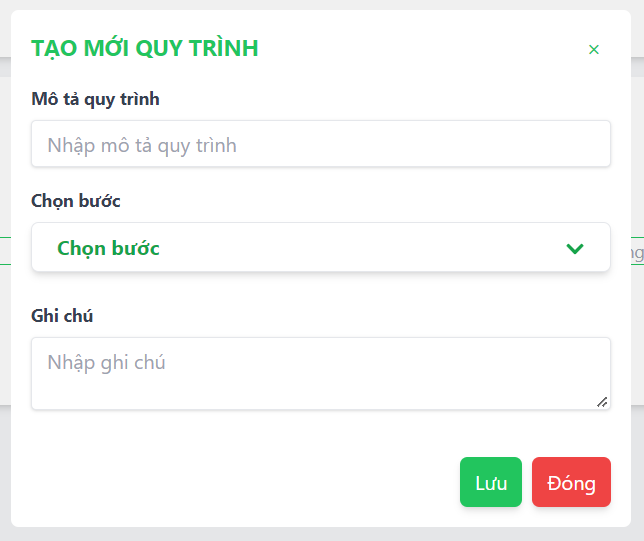 TẠO MỚI QUY TRÌNH
Mô tả quy trình
Nhập mô tả quy trình
Chọn bước
Chọn bước
Ghi chú
Nhập ghi chú
Lưu
Đóng